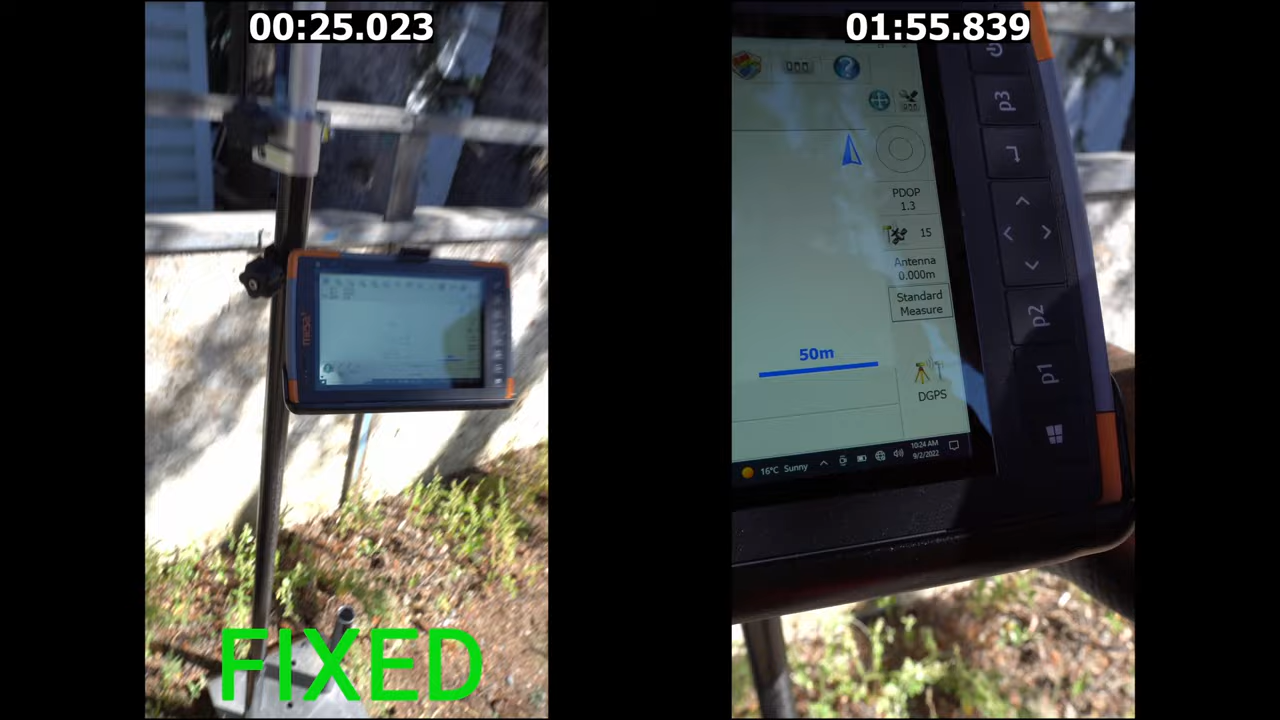 00:25.023
mesa
FIXED
01:55.839
p3
PDOP
1.3
15
Antenna
0.000m
Standard
Measure
p2
50m
p1
DGPS
16°C Sunny
10:24 AM
9/2/2022